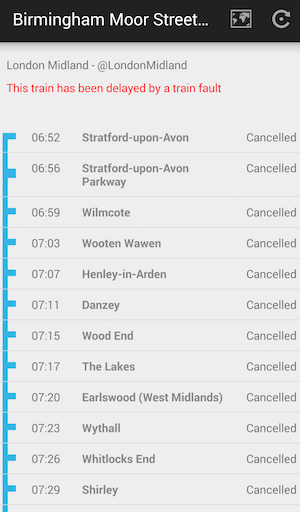 Birmingham Moor Street...
London Midland - @LondonMidland
This train has been delayed by a train fault
06:52 Stratford-upon-Avon Cancelled
06:56 Stratford-upon-Avon Cancelled
Parkway
06:59 Wilmcote Cancelled
07:03 Wooten Wawen Cancelled
07:07 Henley-in-Arden Cancelled
07:11 Danzey Cancelled
07:15 Wood End Cancelled
07:17 The Lakes Cancelled
07:20 Earlswood (West Midlands) Cancelled
07:23 Wythall Cancelled
07:26 Whitlocks End Cancelled
07:29 Shirley Cancelled